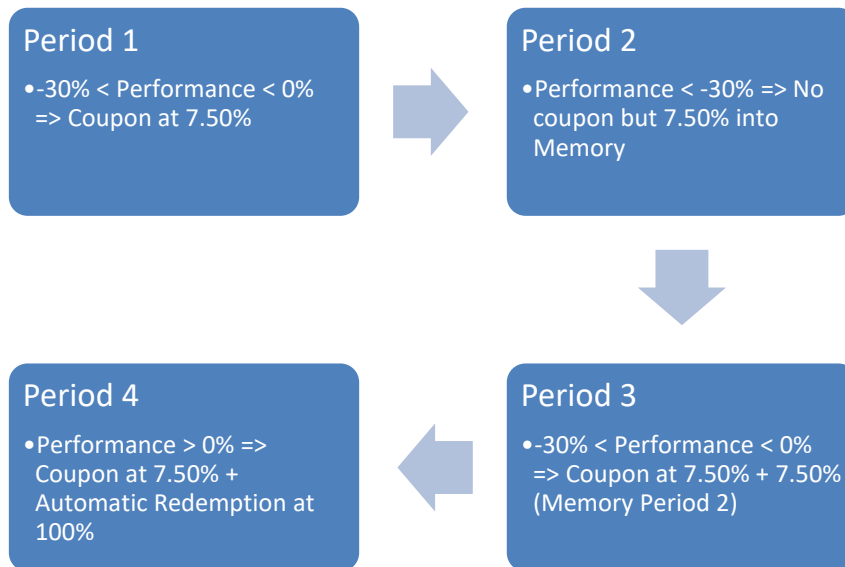 Period 1
•-30% < Performance < 0%
=> Coupon at 7.50%
Period 2
•Performance < -30% => No
coupon but 7.50% into
Memory
Period 3
•-30% < Performance < 0%
=> Coupon at 7.50% + 7.50%
(Memory Period 2)
Period 4
•Performance > 0% =>
Coupon at 7.50% +
Automatic Redemption at
100%